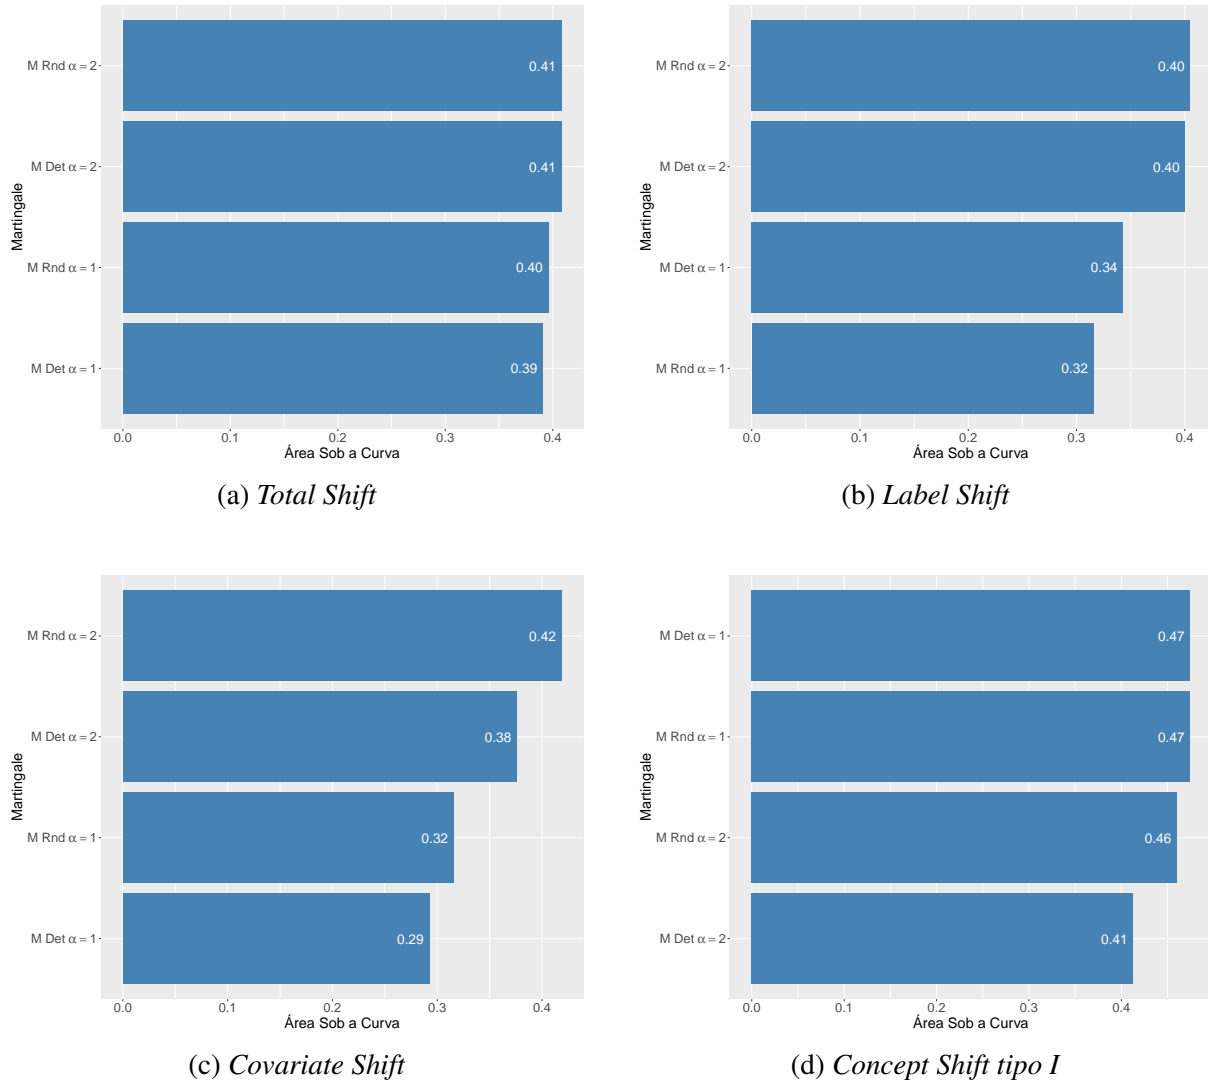 Martingale
M Rnd α = 2
0.41
M Det α = 2
0.41
M Rnd α = 1
0.40
M Det α = 1
0.39
0.0 0.1 0.2 0.3 0.4
Área Sob a Curva
(a) Total Shift
Martingale
M Rnd α = 2
0.40
M Det α = 2
0.40
M Det α = 1
0.34
M Rnd α = 1
0.32
0.0 0.1 0.2 0.3 0.4
Área Sob a Curva
(b) Label Shift
Martingale
M Rnd α = 2
0.42
M Det α = 2
0.38
M Rnd α = 1
0.32
M Det α = 1
0.29
0.0 0.1 0.2 0.3 0.4
Área Sob a Curva
(c) Covariate Shift
Martingale
M Det α = 1
0.47
M Rnd α = 1
0.47
M Rnd α = 2
0.46
M Det α = 2
0.41
0.0 0.1 0.2 0.3 0.4
Área Sob a Curva
(d) Concept Shift tipo I